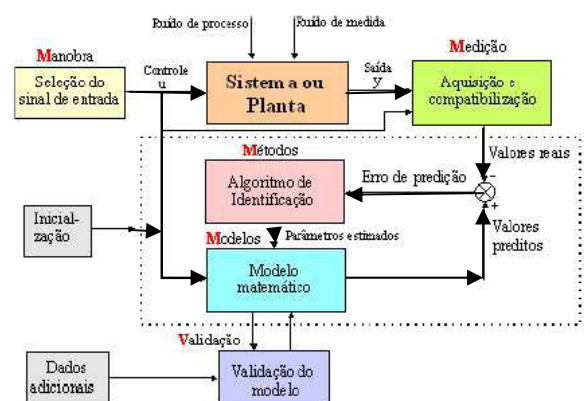 Ruído de processo
Ruído de medida
Manobra
Seleção do
sinal de entrada
Controle
u
Sistema ou
Planta
Saída
y
Medição
Aquisição e
compatibilização
Valores reais
Métodos
Algoritmo de
Identificação
Erro de predição
−
+
Inicial-
zação
Modelos
Parâmetros estimados
Valores
preditos
Modelo
matemático
Validação
Dados
adicionais
Validação do
modelo